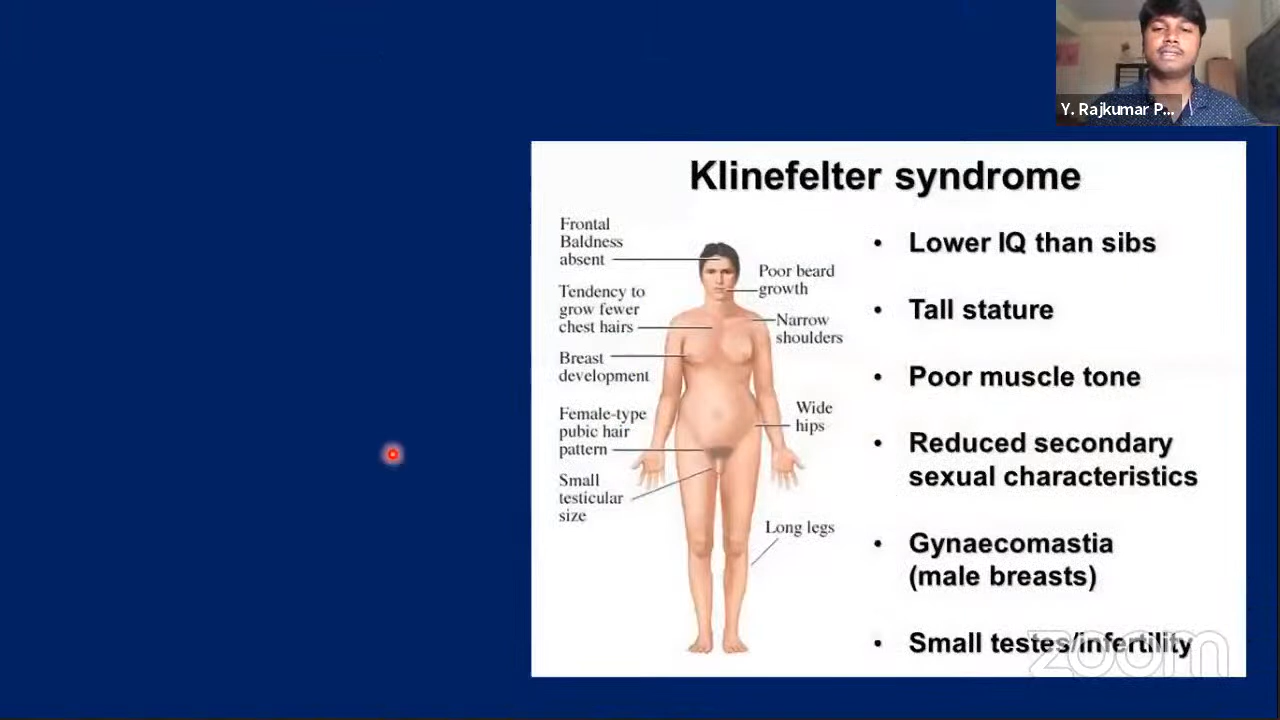 Y. Rajkumar P...
Klinefelter syndrome
Frontal
Baldness
absent
Tendency to
grow fewer
chest hairs
Breast
development
Female-type
pubic hair
pattern
Small
testicular
size
Poor beard
growth
Narrow
shoulders
Wide
hips
Long legs
• Lower IQ than sibs
• Tall stature
• Poor muscle tone
• Reduced secondary
sexual characteristics
• Gynaecomastia
(male breasts)
• Small testes/infertility
zoom